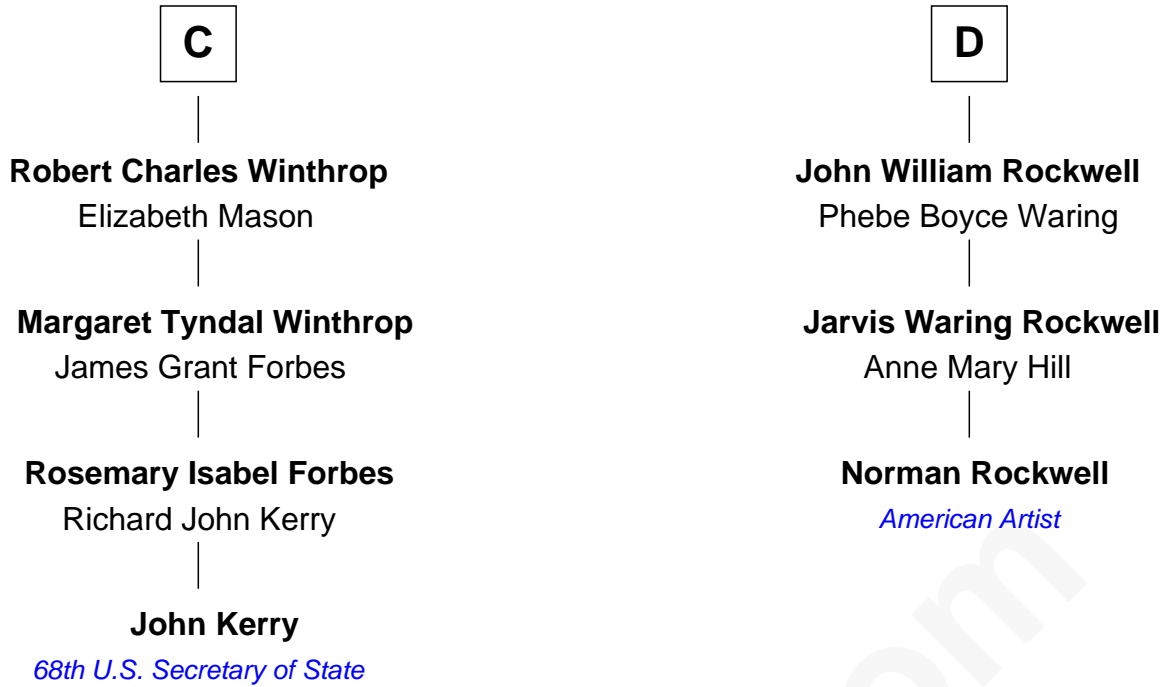 C
Robert Charles Winthrop
Elizabeth Mason
Margaret Tyndal Winthrop
James Grant Forbes
Rosemary Isabel Forbes
Richard John Kerry
John Kerry
68th U.S. Secretary of State
D
John William Rockwell
Phebe Boyce Waring
Jarvis Waring Rockwell
Anne Mary Hill
Norman Rockwell
American Artist
om